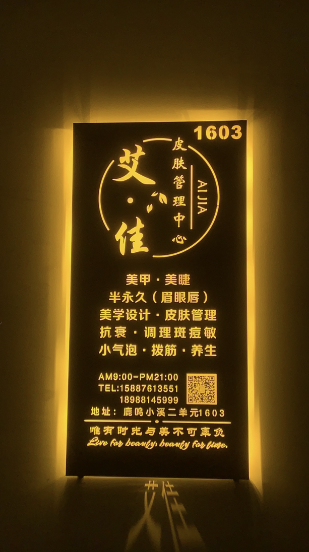 1603
艾·佳
皮肤管理中心
AIJIA
美甲·美睫
半永久（眉眼唇）
美学设计·皮肤管理
抗衰·调理斑痘敏
小气泡·拨筋·养生
AM9:00-PM21:00
TEL:15887613551
18988145999
地址：鹿鸣小溪二单元1603
唯有时光与美不可辜负
Love for beauty, beauty for time.